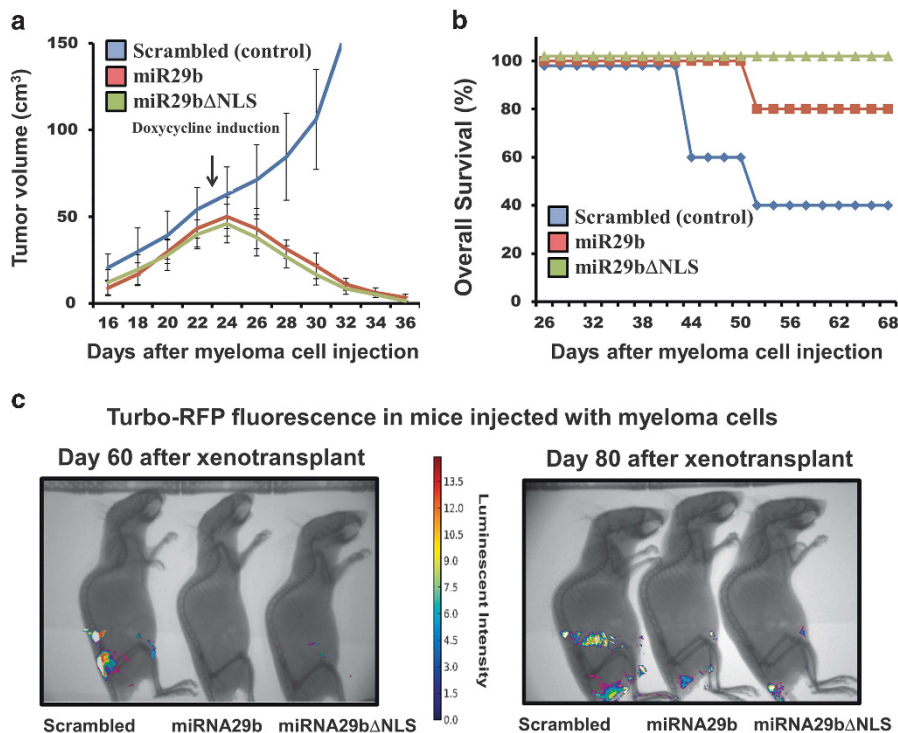 a
150
100
50
0
Tumor volume (cm³)
Scrambled (control)
miR29b
miR29bΔNLS
Doxycycline induction
16 18 20 22 24 26 28 30 32 34 36
Days after myeloma cell injection
b
100
80
60
40
20
0
Overall Survival (%)
Scrambled (control)
miR29b
miR29bΔNLS
26 32 38 44 50 56 62 68
Days after myeloma cell injection
c
Turbo-RFP fluorescence in mice injected with myeloma cells
Day 60 after xenotransplant
Scrambled miRNA29b miRNA29bΔNLS
13.5
12.0
10.5
9.0
7.5
6.0
4.5
3.0
1.5
0.0
Luminescent Intensity
Day 80 after xenotransplant
Scrambled miRNA29b miRNA29bΔNLS